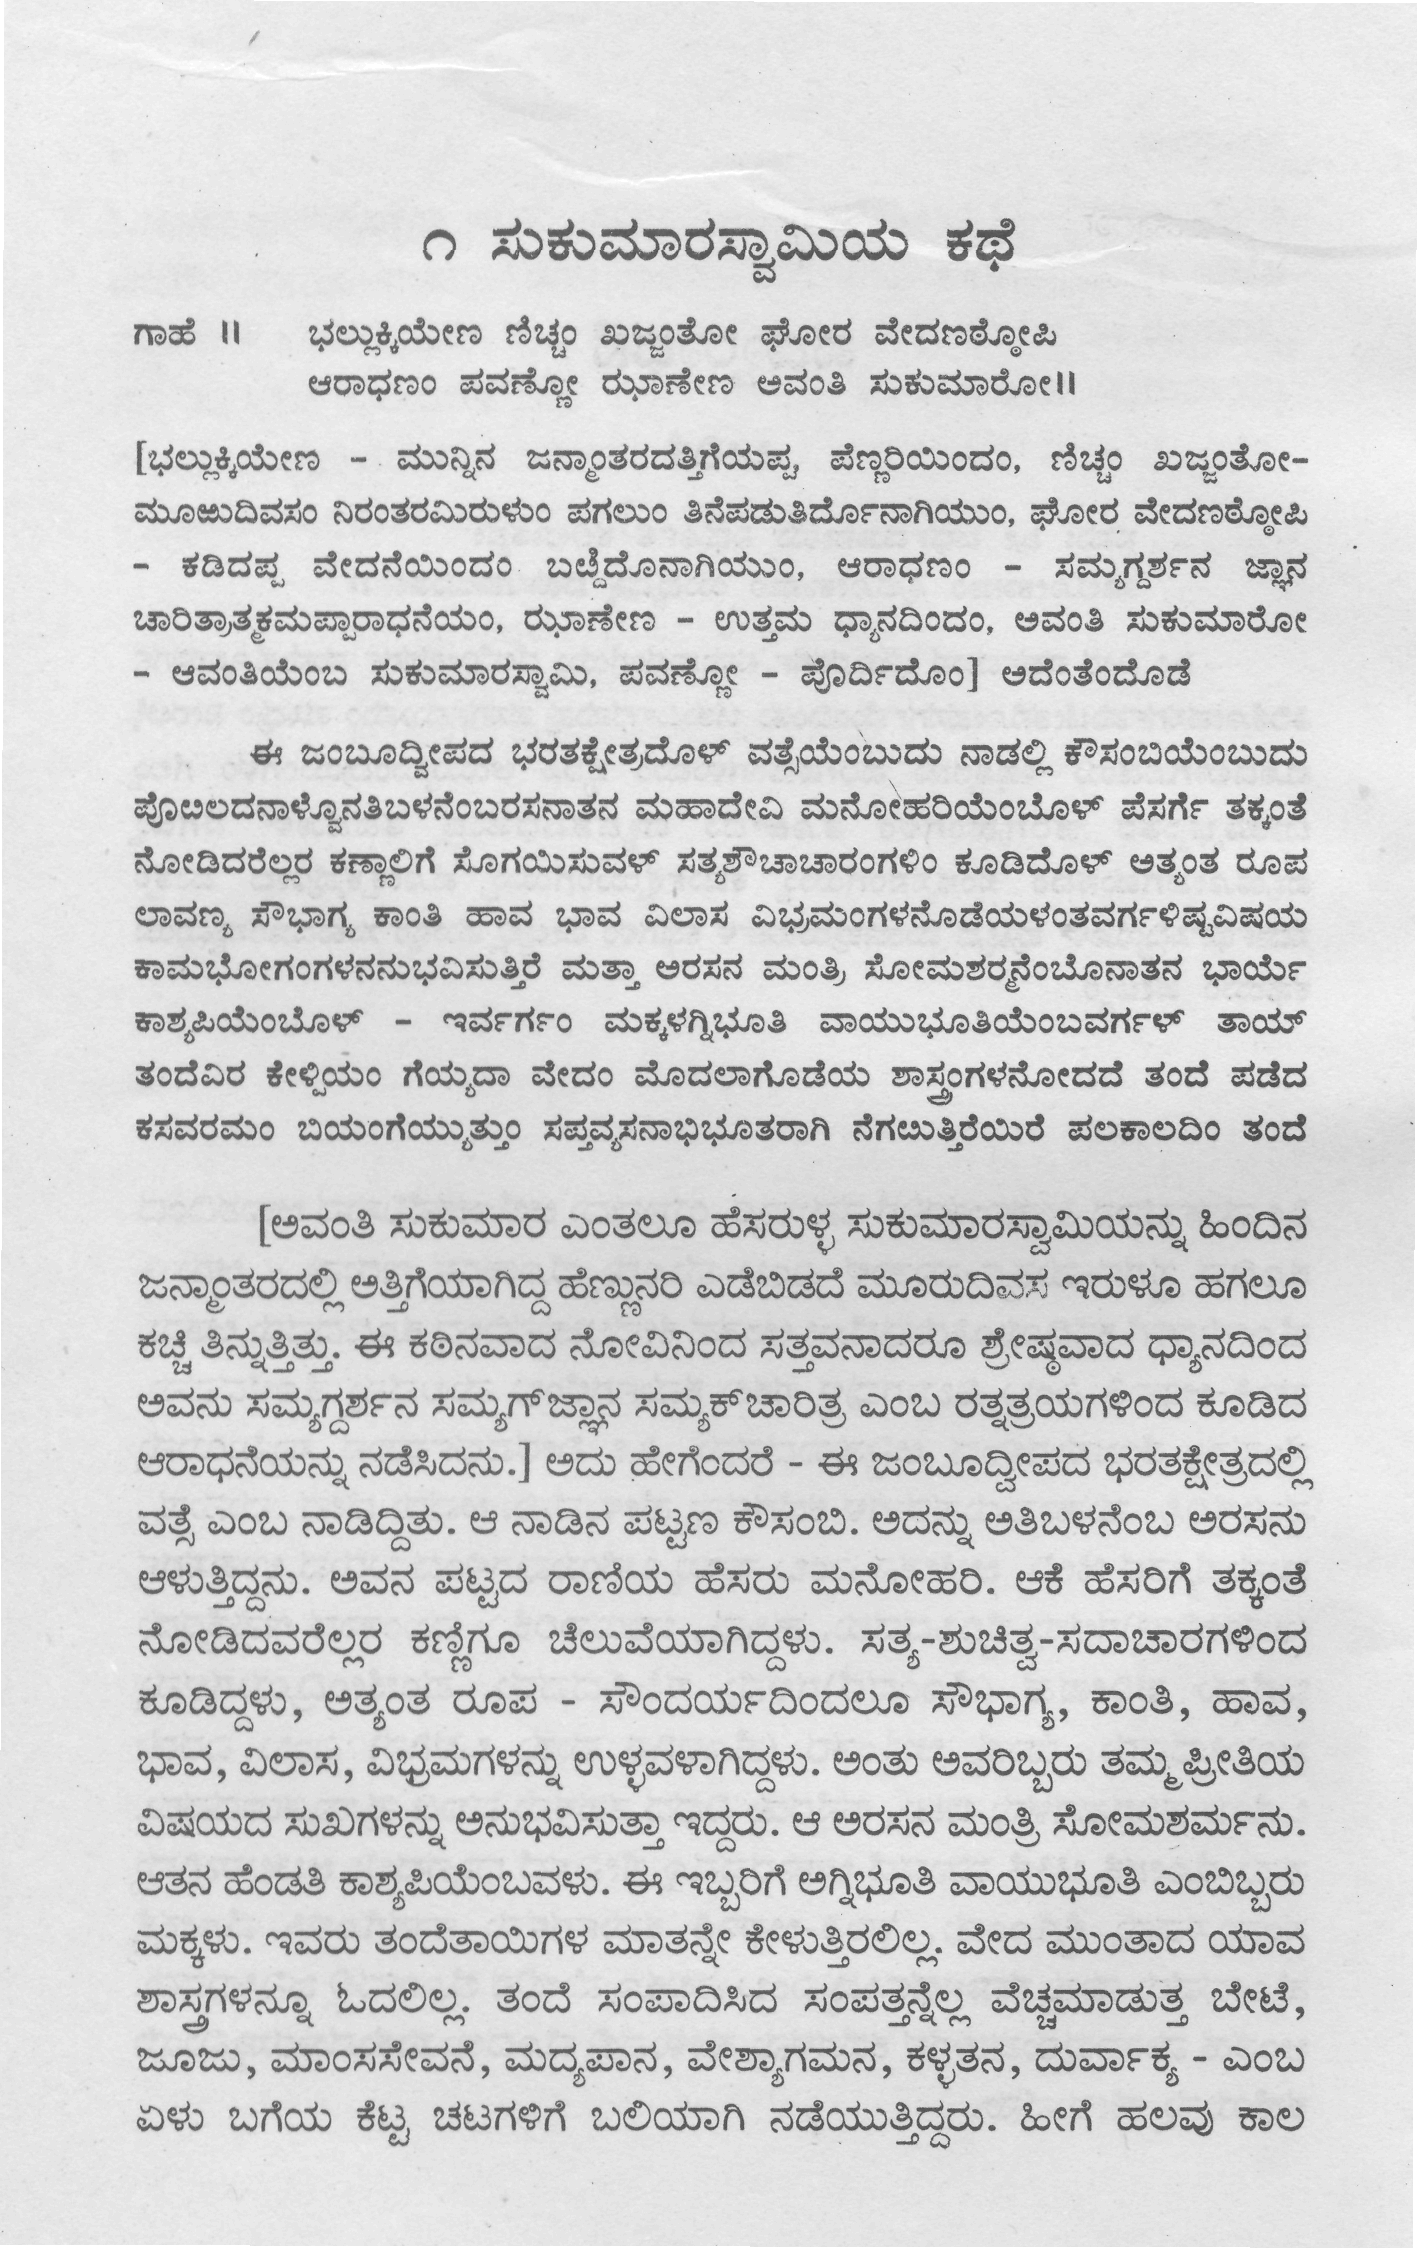 ೧ ಸುಕುಮಾರಸ್ವಾಮಿಯ ಕಥೆ
ಗಾಹೆ ॥ ಭಲ್ಲುಕ್ಕಿಯೇಣ ಣಿಚ್ಚಂ ಖಜ್ಜಂತೋ ಘೋರ ವೇದಣಠ್ಠೋಪಿ
ಆರಾಧಣಂ ಪವಣ್ಣೋ ಝಾಣೇಣ ಅವಂತಿ ಸುಕುಮಾರೋ॥
[ಭಲ್ಲುಕ್ಕಿಯೇಣ – ಮುನ್ನಿನ ಜನ್ಮಾಂತರದತ್ತಿಗೆಯಪ್ಪ, ಪೆಣ್ಣರಿಯಿಂದಂ, ಣಿಚ್ಚಂ ಖಜ್ಜಂತೋ–
ಮೂಱುದಿವಸಂ ನಿರಂತರಮಿರುಳುಂ ಪಗಲುಂ ತಿನೆಪಡುತಿರ್ದೊನಾಗಿಯುಂ, ಘೋರ ವೇದಣಠ್ಠೋಪಿ
– ಕಡಿದಪ್ಪ ವೇದನೆಯಿಂದಂ ಬೞ್ದಿದೊನಾಗಿಯುಂ, ಆರಾಧಣಂ – ಸಮ್ಯಗ್ದರ್ಶನ ಜ್ಞಾನ
ಚಾರಿತ್ರಾತ್ಮಕಮಪ್ಪಾರಾಧನೆಯಂ, ಝಾಣೇಣ – ಉತ್ತಮ ಧ್ಯಾನದಿಂದಂ, ಅವಂತಿ ಸುಕುಮಾರೋ
– ಆವಂತಿಯೆಂಬ ಸುಕುಮಾರಸ್ವಾಮಿ, ಪವಣ್ಣೋ – ಪೊರ್ದಿದೊಂ] ಅದೆಂತೆಂದೊಡೆ
ಈ ಜಂಬೂದ್ವೀಪದ ಭರತಕ್ಷೇತ್ರದೊಳ್ ವತ್ಸೆಯೆಂಬುದು ನಾಡಲ್ಲಿ ಕೌಸಂಬಿಯೆಂಬುದು
ಪೊೞಲದನಾಳ್ವೊನತಿಬಳನೆಂಬರಸನಾತನ ಮಹಾದೇವಿ ಮನೋಹರಿಯೆಂಬೊಳ್ ಪೆಸರ್ಗೆ ತಕ್ಕಂತೆ
ನೋಡಿದರೆಲ್ಲರ ಕಣ್ಣಾಲಿಗೆ ಸೊಗಯಿಸುವಳ್ ಸತ್ಯಶೌಚಾಚಾರಂಗಳಿಂ ಕೂಡಿದೊಳ್ ಅತ್ಯಂತ ರೂಪ
ಲಾವಣ್ಯ ಸೌಭಾಗ್ಯ ಕಾಂತಿ ಹಾವ ಭಾವ ವಿಲಾಸ ವಿಭ್ರಮಂಗಳನೊಡೆಯಳಂತವರ್ಗಳಿಷ್ಟವಿಷಯ
ಕಾಮಭೋಗಂಗಳನನುಭವಿಸುತ್ತಿರೆ ಮತ್ತಾ ಅರಸನ ಮಂತ್ರಿ ಸೋಮಶರ‍್ಮನೆಂಬೊನಾತನ ಭಾರ್ಯೆ
ಕಾಶ್ಯಪಿಯೆಂಬೊಳ್ – ಇರ್ವರ್ಗಂ ಮಕ್ಕಳಗ್ನಿಭೂತಿ ವಾಯುಭೂತಿಯೆಂಬವರ್ಗಳ್ ತಾಯ್
ತಂದೆವಿರ ಕೇಳ್ಪಿಯಂ ಗೆಯ್ಯದಾ ವೇದಂ ಮೊದಲಾಗೊಡೆಯ ಶಾಸ್ತ್ರಂಗಳನೋದದೆ ತಂದೆ ಪಡೆದ
ಕಸವರಮಂ ಬಿಯಂಗೆಯ್ಯುತ್ತುಂ ಸಪ್ತವ್ಯಸನಾಭಿಭೂತರಾಗಿ ನೆಗೞುತ್ತಿರೆಯಿರೆ ಪಲಕಾಲದಿಂ ತಂದೆ
[ಅವಂತಿ ಸುಕುಮಾರ ಎಂತಲೂ ಹೆಸರುಳ್ಳ ಸುಕುಮಾರಸ್ವಾಮಿಯನ್ನು ಹಿಂದಿನ
ಜನ್ಮಾಂತರದಲ್ಲಿ ಅತ್ತಿಗೆಯಾಗಿದ್ದ ಹೆಣ್ಣುನರಿ ಎಡೆಬಿಡದೆ ಮೂರುದಿವಸ ಇರುಳೂ ಹಗಲೂ
ಕಚ್ಚಿ ತಿನ್ನುತ್ತಿತ್ತು. ಈ ಕಠಿನವಾದ ನೋವಿನಿಂದ ಸತ್ತವನಾದರೂ ಶ್ರೇಷ್ಠವಾದ ಧ್ಯಾನದಿಂದ
ಅವನು ಸಮ್ಯಗ್ದರ್ಶನ ಸಮ್ಯಗ್‌ಜ್ಞಾನ ಸಮ್ಯಕ್‌ಚಾರಿತ್ರ ಎಂಬ ರತ್ನತ್ರಯಗಳಿಂದ ಕೂಡಿದ
ಆರಾಧನೆಯನ್ನು ನಡೆಸಿದನು.] ಅದು ಹೇಗೆಂದರೆ - ಈ ಜಂಬೂದ್ವೀಪದ ಭರತಕ್ಷೇತ್ರದಲ್ಲಿ
ವತ್ಸೆ ಎಂಬ ನಾಡಿದ್ದಿತು. ಆ ನಾಡಿನ ಪಟ್ಟಣ ಕೌಸಂಬಿ. ಅದನ್ನು ಅತಿಬಳನೆಂಬ ಅರಸನು
ಆಳುತ್ತಿದ್ದನು. ಅವನ ಪಟ್ಟದ ರಾಣಿಯ ಹೆಸರು ಮನೋಹರಿ. ಆಕೆ ಹೆಸರಿಗೆ ತಕ್ಕಂತೆ
ನೋಡಿದವರೆಲ್ಲರ ಕಣ್ಣಿಗೂ ಚೆಲುವೆಯಾಗಿದ್ದಳು. ಸತ್ಯ-ಶುಚಿತ್ವ-ಸದಾಚಾರಗಳಿಂದ
ಕೂಡಿದ್ದಳು, ಅತ್ಯಂತ ರೂಪ - ಸೌಂದರ್ಯದಿಂದಲೂ ಸೌಭಾಗ್ಯ, ಕಾಂತಿ, ಹಾವ,
ಭಾವ, ವಿಲಾಸ, ವಿಭ್ರಮಗಳನ್ನು ಉಳ್ಳವಳಾಗಿದ್ದಳು. ಅಂತು ಅವರಿಬ್ಬರು ತಮ್ಮ ಪ್ರೀತಿಯ
ವಿಷಯದ ಸುಖಗಳನ್ನು ಅನುಭವಿಸುತ್ತಾ ಇದ್ದರು. ಆ ಅರಸನ ಮಂತ್ರಿ ಸೋಮಶರ್ಮನು.
ಆತನ ಹೆಂಡತಿ ಕಾಶ್ಯಪಿಯೆಂಬವಳು. ಈ ಇಬ್ಬರಿಗೆ ಅಗ್ನಿಭೂತಿ ವಾಯುಭೂತಿ ಎಂಬಿಬ್ಬರು
ಮಕ್ಕಳು. ಇವರು ತಂದೆತಾಯಿಗಳ ಮಾತನ್ನೇ ಕೇಳುತ್ತಿರಲಿಲ್ಲ. ವೇದ ಮುಂತಾದ ಯಾವ
ಶಾಸ್ತ್ರಗಳನ್ನೂ ಓದಲಿಲ್ಲ. ತಂದೆ ಸಂಪಾದಿಸಿದ ಸಂಪತ್ತನ್ನೆಲ್ಲ ವೆಚ್ಚಮಾಡುತ್ತ ಬೇಟೆ,
ಜೂಜು, ಮಾಂಸಸೇವನೆ, ಮದ್ಯಪಾನ, ವೇಶ್ಯಾಗಮನ, ಕಳ್ಳತನ, ದುರ್ವಾಕ್ಯ - ಎಂಬ
ಏಳು ಬಗೆಯ ಕೆಟ್ಟ ಚಟಗಳಿಗೆ ಬಲಿಯಾಗಿ ನಡೆಯುತ್ತಿದ್ದರು. ಹೀಗೆ ಹಲವು ಕಾಲ